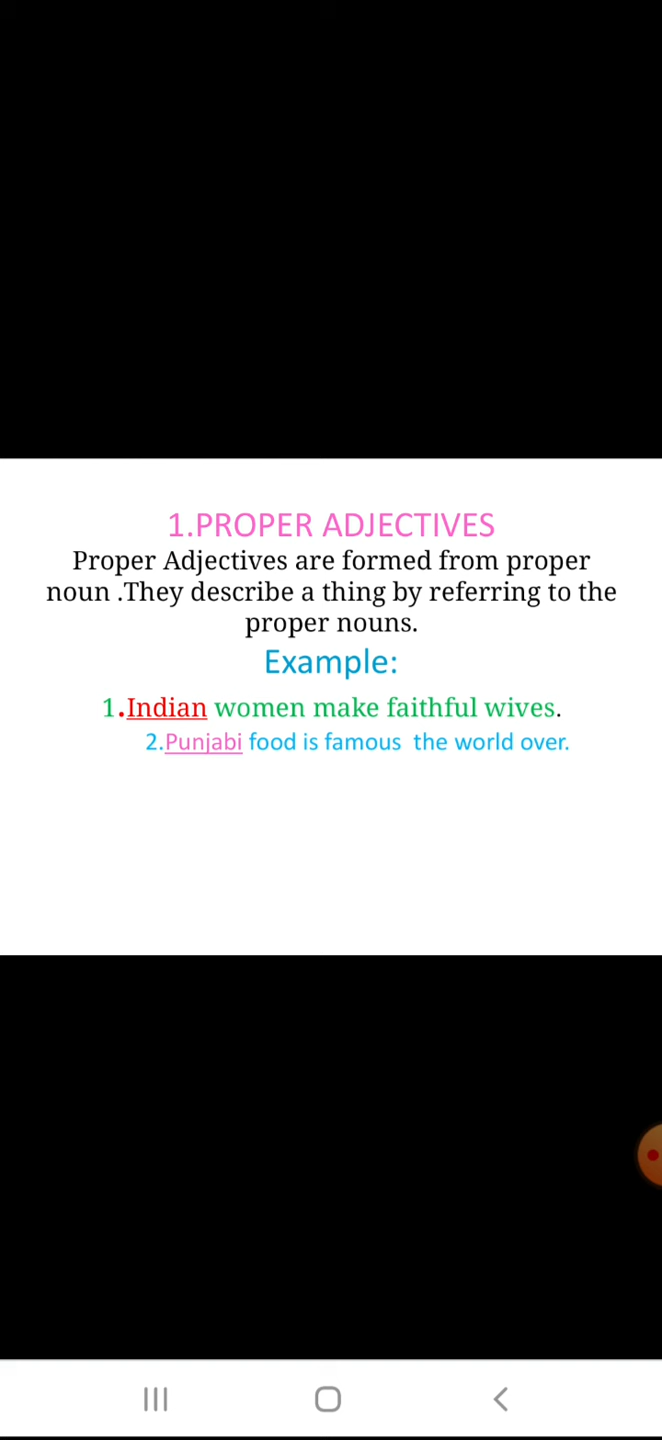 1.PROPER ADJECTIVES
Proper Adjectives are formed from proper
noun .They describe a thing by referring to the
proper nouns.
Example:
1.Indian women make faithful wives.
2.Punjabi food is famous  the world over.